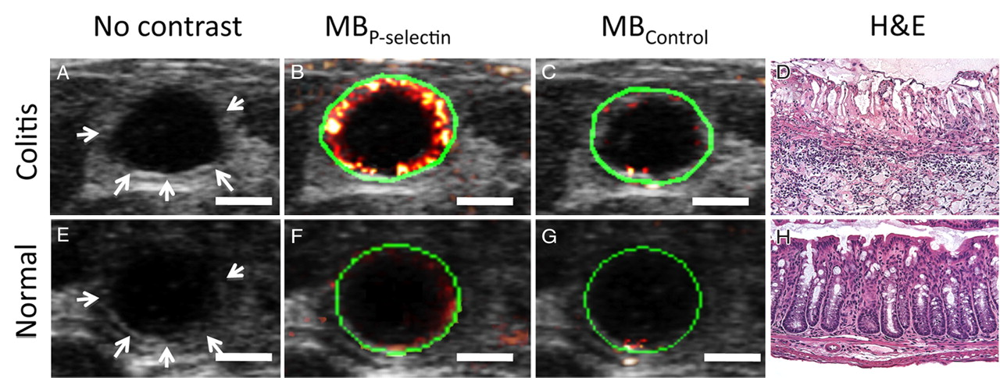 No contrast
MBP-selectin
MBControl
H&E
Colitis
A
B
C
D
Normal
E
F
G
H